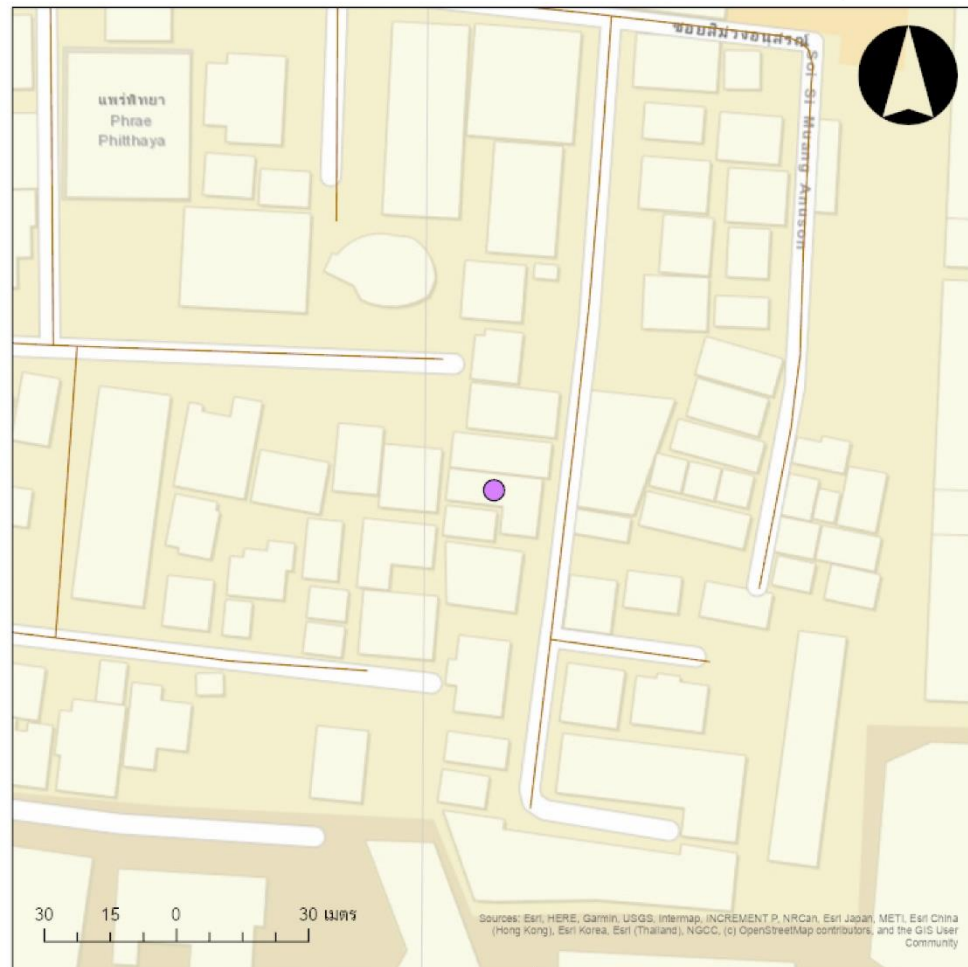 ซอยสีม่วงอนุสรณ์ Soi Si Muang Anuson
แพร่พิทยา
Phrae
Phitthaya
30 15 0 30 เมตร
Sources: Esri, HERE, Garmin, USGS, Intermap, INCREMENT P, NRCan, Esri Japan, METI, Esri China
(Hong Kong), Esri Korea, Esri (Thailand), NGCC, (c) OpenStreetMap contributors, and the GIS User
Community